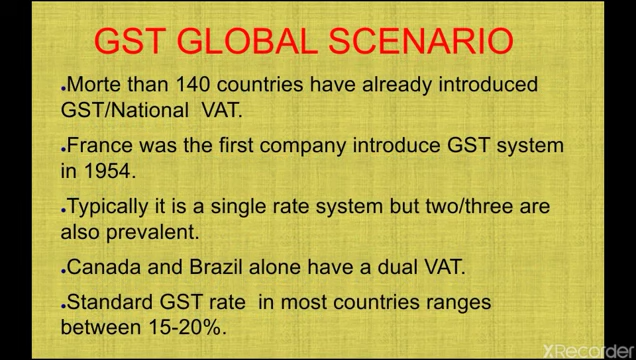 GST GLOBAL SCENARIO
•Morte than 140 countries have already introduced
GST/National VAT.
•France was the first company introduce GST system
in 1954.
•Typically it is a single rate system but two/three are
also prevalent.
•Canada and Brazil alone have a dual VAT.
•Standard GST rate in most countries ranges
between 15-20%.
XRecorder